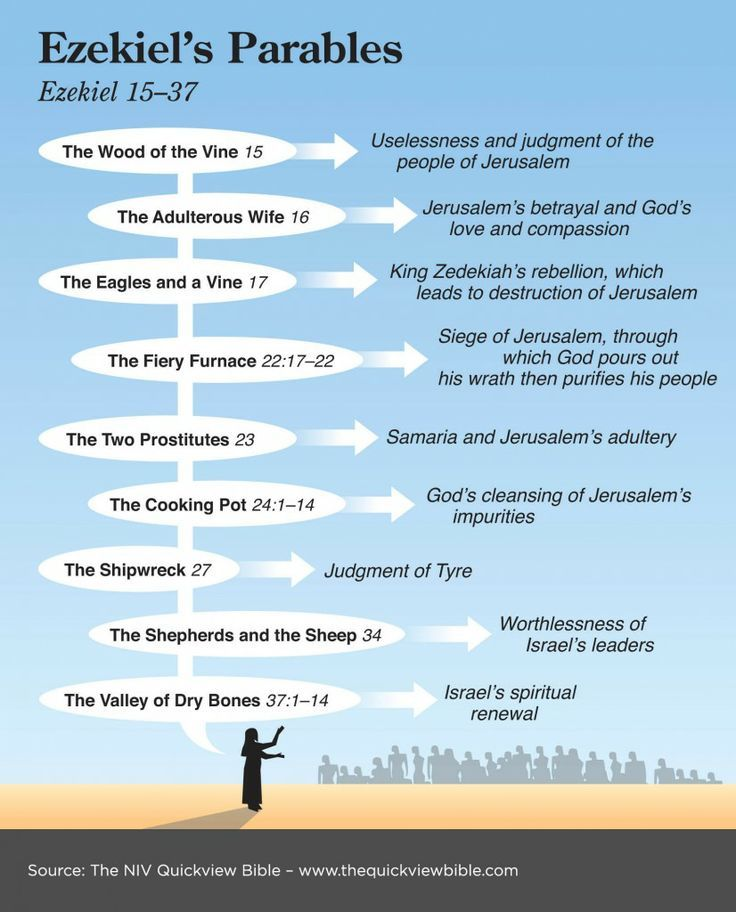 Ezekiel’s Parables
Ezekiel 15–37
The Wood of the Vine 15
Uselessness and judgment of the
people of Jerusalem
The Adulterous Wife 16
Jerusalem’s betrayal and God’s
love and compassion
The Eagles and a Vine 17
King Zedekiah’s rebellion, which
leads to destruction of Jerusalem
The Fiery Furnace 22:17–22
Siege of Jerusalem, through
which God pours out
his wrath then purifies his people
The Two Prostitutes 23
Samaria and Jerusalem’s adultery
The Cooking Pot 24:1–14
God’s cleansing of Jerusalem’s
impurities
The Shipwreck 27
Judgment of Tyre
The Shepherds and the Sheep 34
Worthlessness of
Israel’s leaders
The Valley of Dry Bones 37:1–14
Israel’s spiritual
renewal
Source: The NIV Quickview Bible – www.thequickviewbible.com